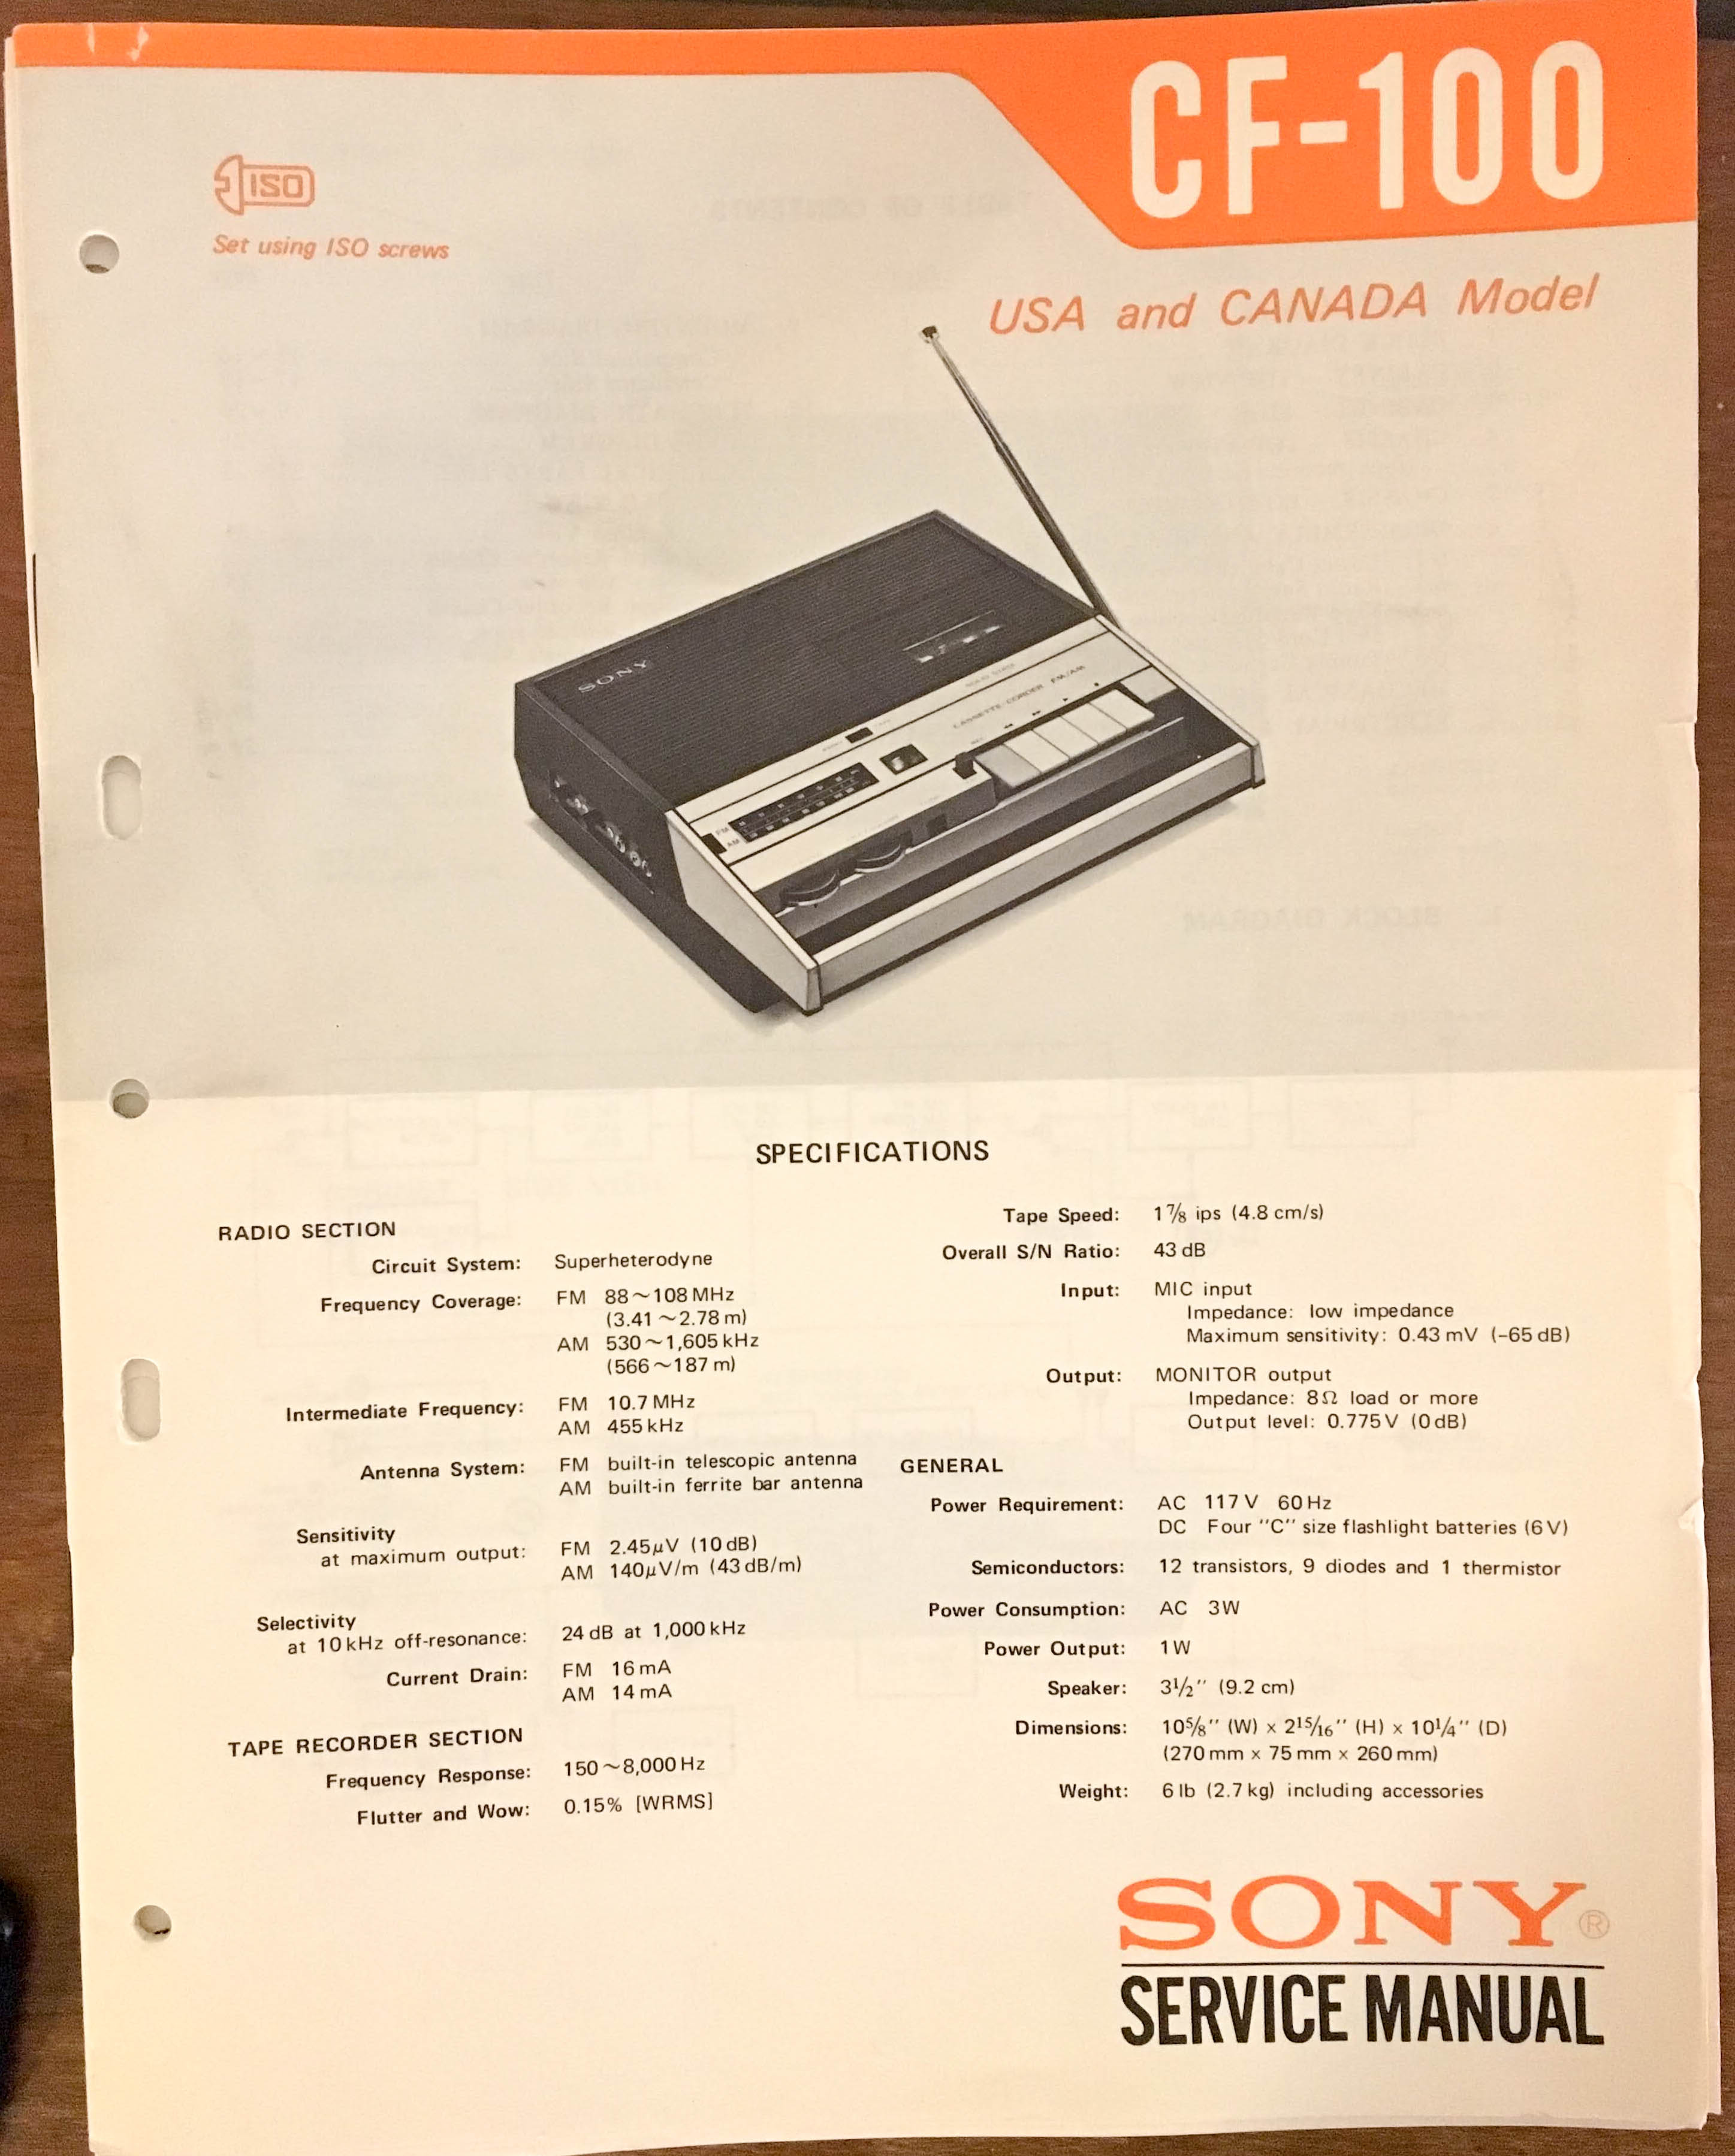 CF-100
ISO
Set using ISO screws
USA and CANADA Model
SONY
CASSETTE-CORDER FM/AM
FM
AM
SPECIFICATIONS
RADIO SECTION
Circuit System: Superheterodyne
Frequency Coverage: FM 88~108 MHz
(3.41~2.78 m)
AM 530~1,605 kHz
(566~187 m)
Intermediate Frequency: FM 10.7 MHz
AM 455 kHz
Antenna System: FM built-in telescopic antenna
AM built-in ferrite bar antenna
Sensitivity
at maximum output: FM 2.45µV (10 dB)
AM 140µV/m (43 dB/m)
Selectivity
at 10 kHz off-resonance: 24 dB at 1,000 kHz
Current Drain: FM 16 mA
AM 14 mA
TAPE RECORDER SECTION
Frequency Response: 150~8,000 Hz
Flutter and Wow: 0.15% [WRMS]
Tape Speed: 1⅞ ips (4.8 cm/s)
Overall S/N Ratio: 43 dB
Input: MIC input
Impedance: low impedance
Maximum sensitivity: 0.43 mV (-65 dB)
Output: MONITOR output
Impedance: 8Ω load or more
Output level: 0.775 V (0 dB)
GENERAL
Power Requirement: AC 117 V 60 Hz
DC Four "C" size flashlight batteries (6 V)
Semiconductors: 12 transistors, 9 diodes and 1 thermistor
Power Consumption: AC 3W
Power Output: 1 W
Speaker: 3½'' (9.2 cm)
Dimensions: 10⅝'' (W) × 2¹⁵⁄₁₆'' (H) × 10¼'' (D)
(270 mm × 75 mm × 260 mm)
Weight: 6 lb (2.7 kg) including accessories
SONY®
SERVICE MANUAL